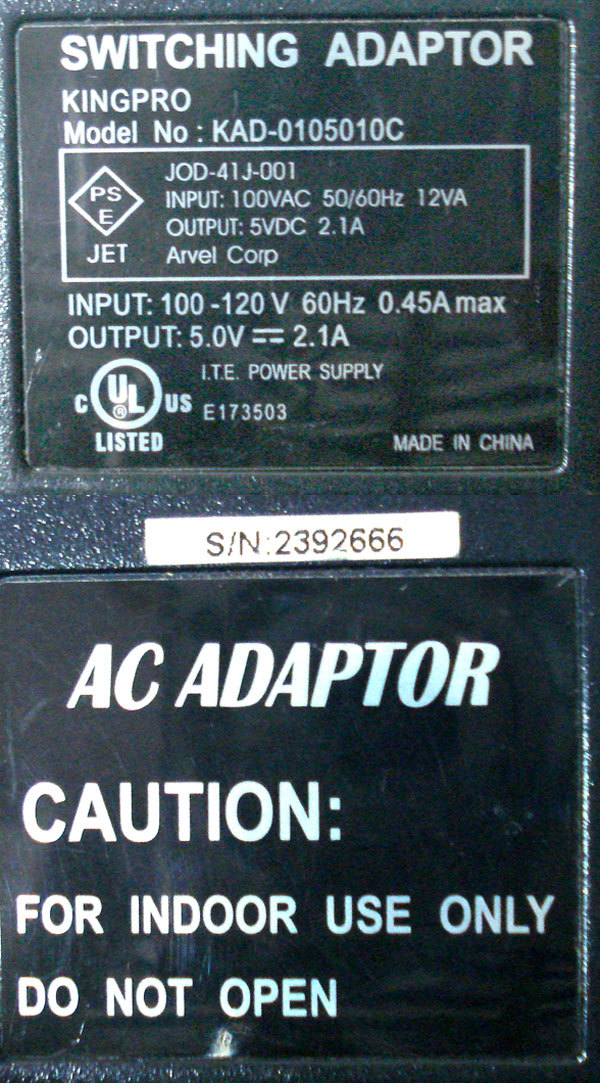 SWITCHING ADAPTOR
KINGPRO
Model No : KAD-0105010C
PS
E
JET
JOD-41J-001
INPUT: 100VAC 50/60Hz 12VA
OUTPUT: 5VDC 2.1A
Arvel Corp
INPUT: 100 -120 V 60Hz 0.45A max
OUTPUT: 5.0V ⎓ 2.1A
C UL ® US
LISTED
I.T.E. POWER SUPPLY
E173503
MADE IN CHINA
S/N:2392666
AC ADAPTOR
CAUTION:
FOR INDOOR USE ONLY
DO NOT OPEN